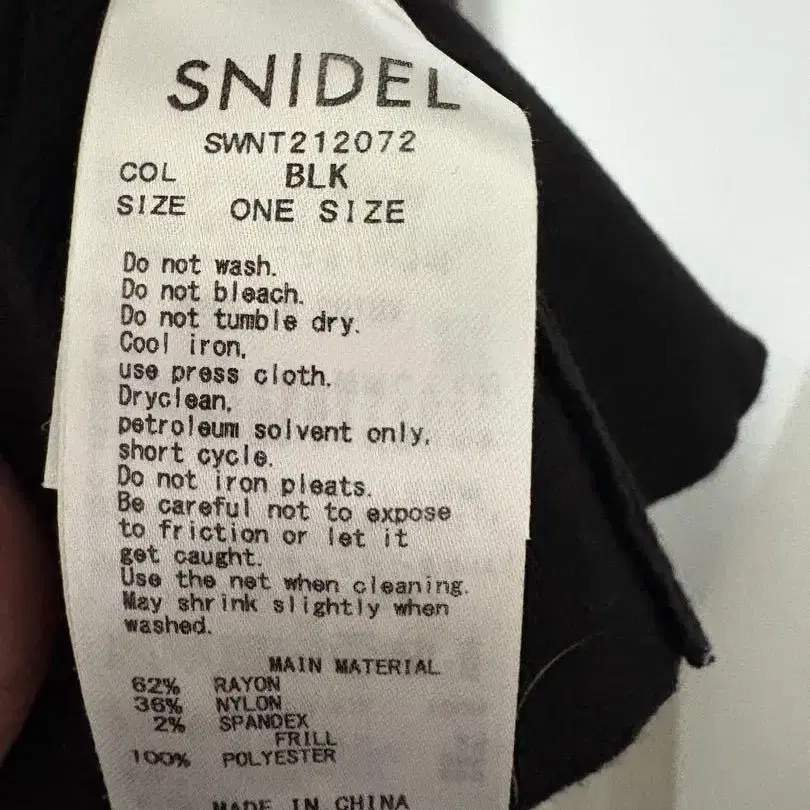 SNIDEL
SWNT212072
COL BLK
SIZE ONE SIZE
Do not wash.
Do not bleach.
Do not tumble dry.
Cool iron,
use press cloth.
Dryclean,
petroleum solvent only,
short cycle.
Do not iron pleats.
Be careful not to expose
to friction or let it
get caught.
Use the net when cleaning.
May shrink slightly when
washed.
MAIN MATERIAL
62% RAYON
36% NYLON
2% SPANDEX
FRILL
100% POLYESTER
MADE IN CHINA